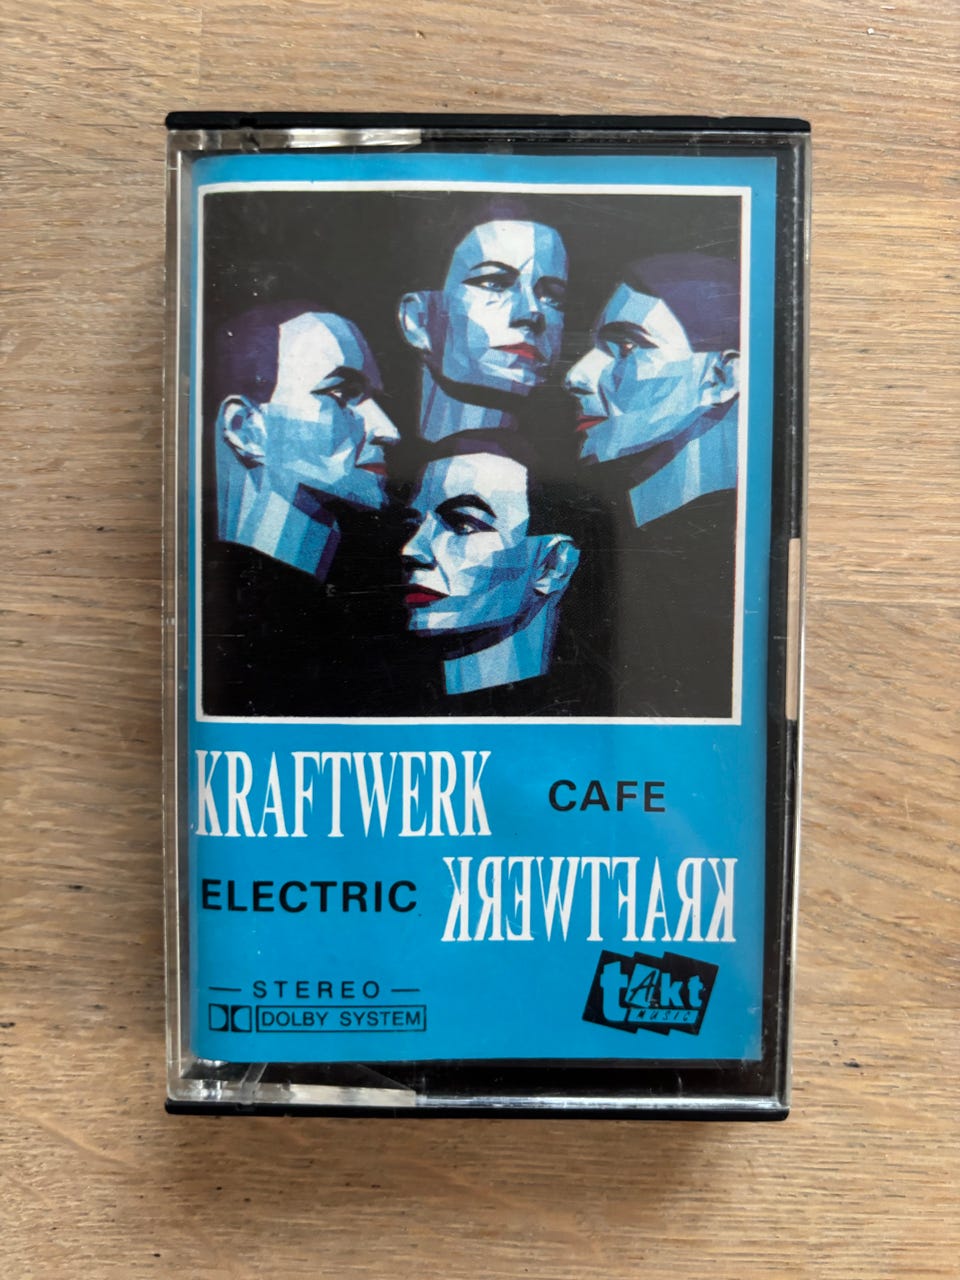 KRAFTWERK
CAFE
ELECTRIC
KRAFTWERK
STEREO
DOLBY SYSTEM
tAkt
MUSIC